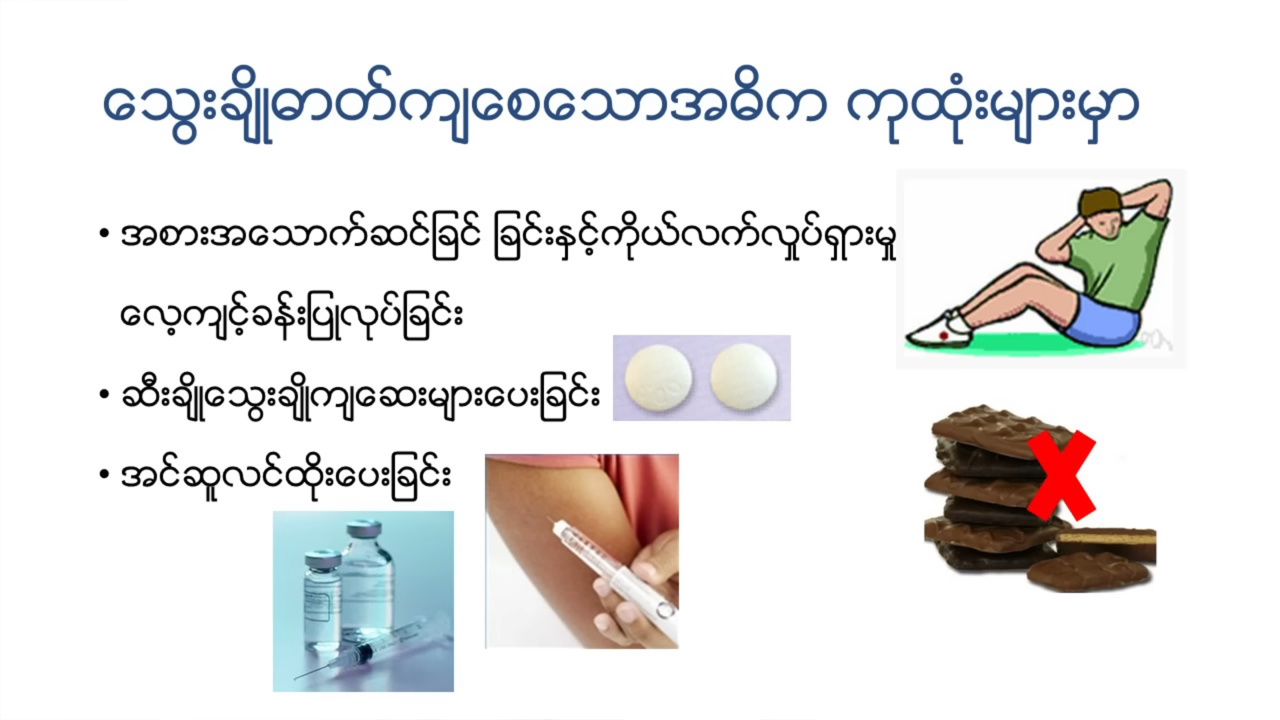 သွေးချိုဓာတ်ကျစေသောအဓိက ကုထုံးများမှာ
• အစားအသောက်ဆင်ခြင် ခြင်းနှင့်ကိုယ်လက်လှုပ်ရှားမှု
လေ့ကျင့်ခန်းပြုလုပ်ခြင်း
• ဆီးချိုသွေးချိုကျဆေးများပေးခြင်း
• အင်ဆူလင်ထိုးပေးခြင်း